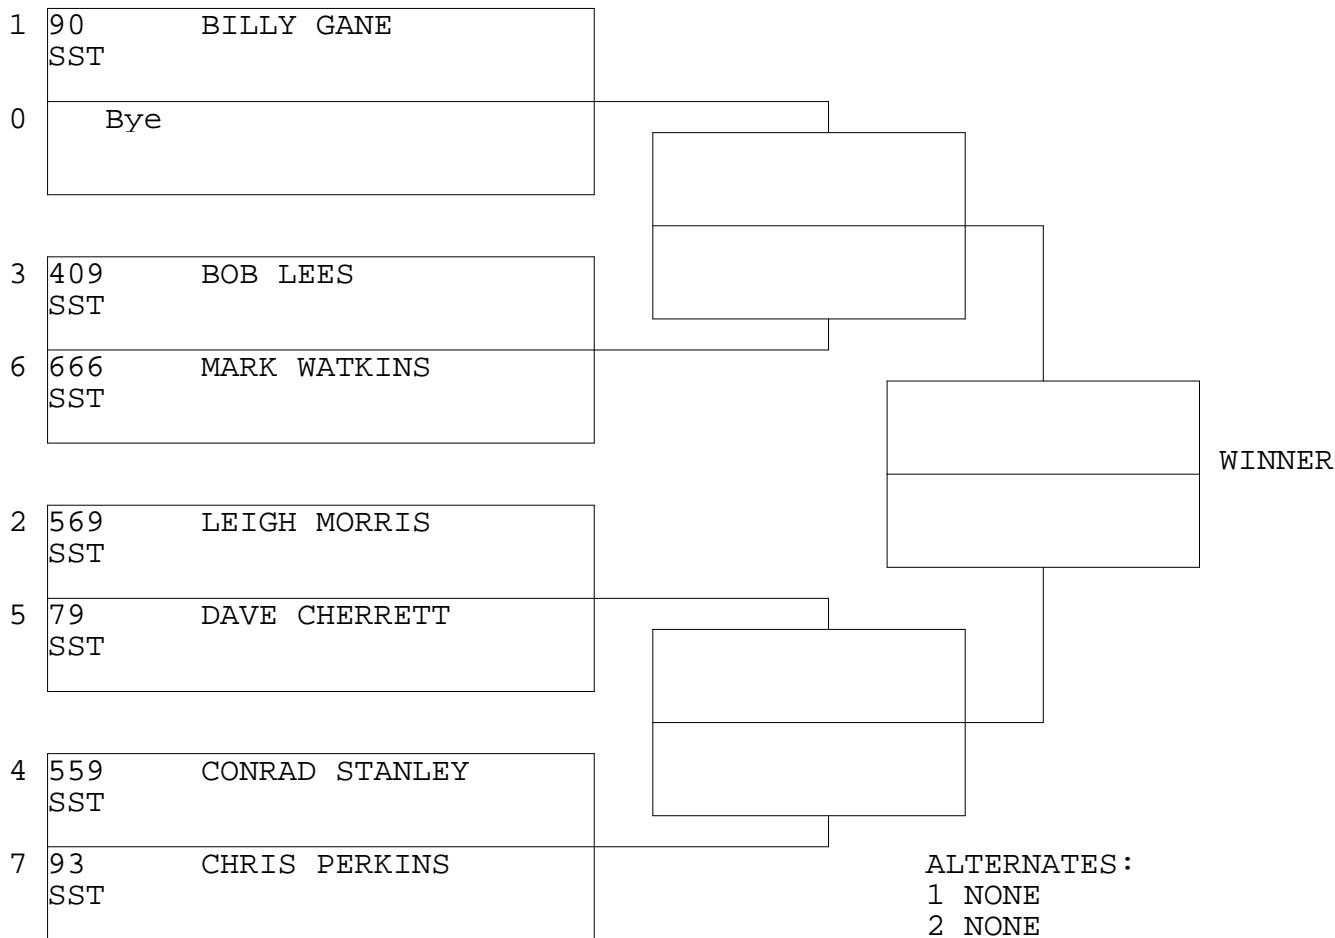 1 90 BILLY GANE
SST
0 Bye
3 409 BOB LEES
SST
6 666 MARK WATKINS
SST
WINNER
2 569 LEIGH MORRIS
SST
5 79 DAVE CHERRETT
SST
4 559 CONRAD STANLEY
SST
7 93 CHRIS PERKINS
SST
ALTERNATES:
1 NONE
2 NONE